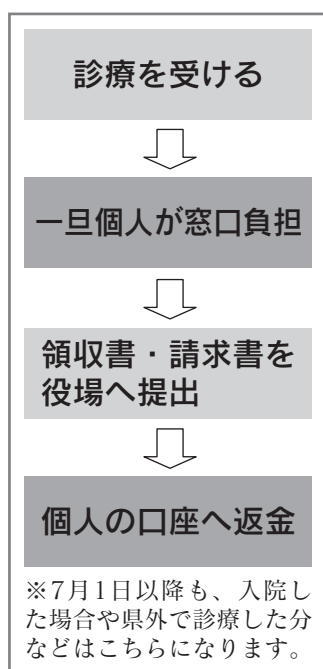 診療を受ける
一旦個人が窓口負担
領収書・請求書を
役場へ提出
個人の口座へ返金
※7月1日以降も、入院し
た場合や県外で診療した分
などはこちらになります。